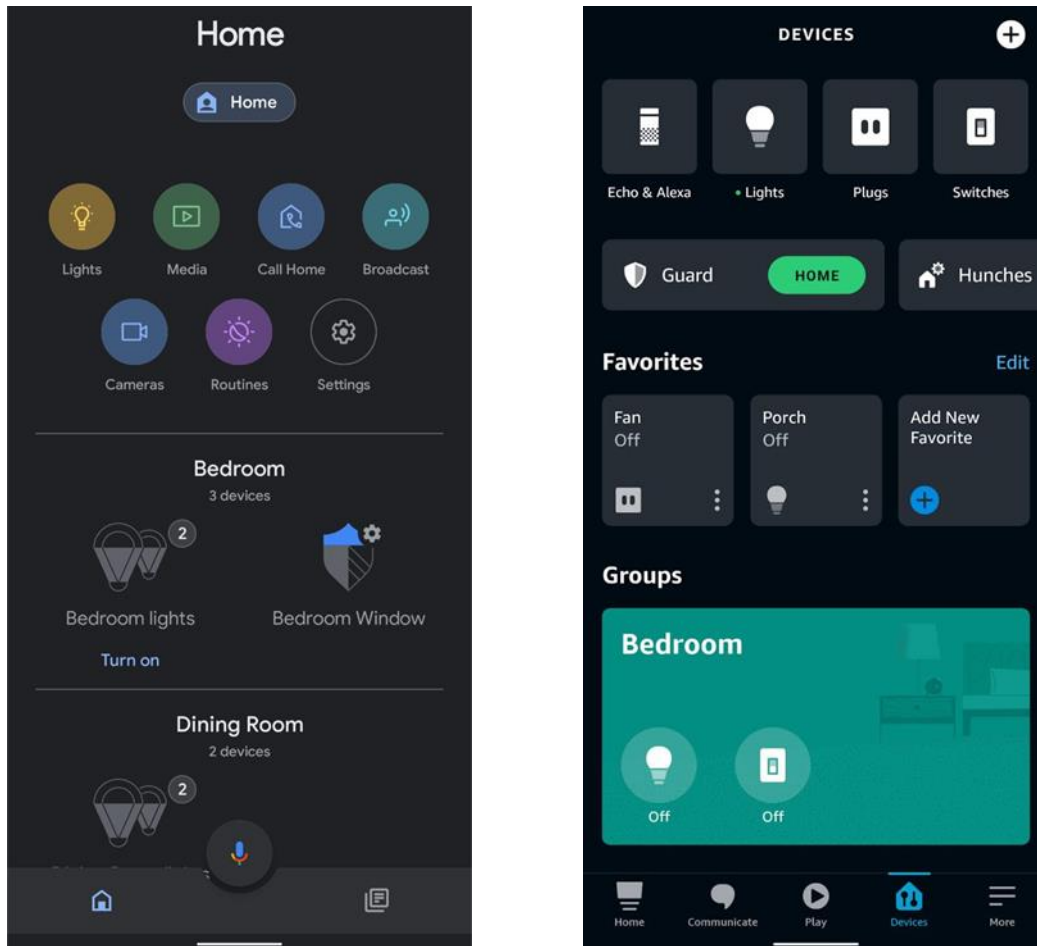 Home
Home
Lights Media Call Home Broadcast
Cameras Routines Settings
Bedroom
3 devices
2
Bedroom lights Bedroom Window
Turn on
Dining Room
2 devices
2
DEVICES
Echo & Alexa • Lights Plugs Switches
Guard HOME Hunches
Favorites Edit
Fan Porch Add New
Off Off Favorite
Groups
Bedroom
Off Off
Home Communicate Play Devices More